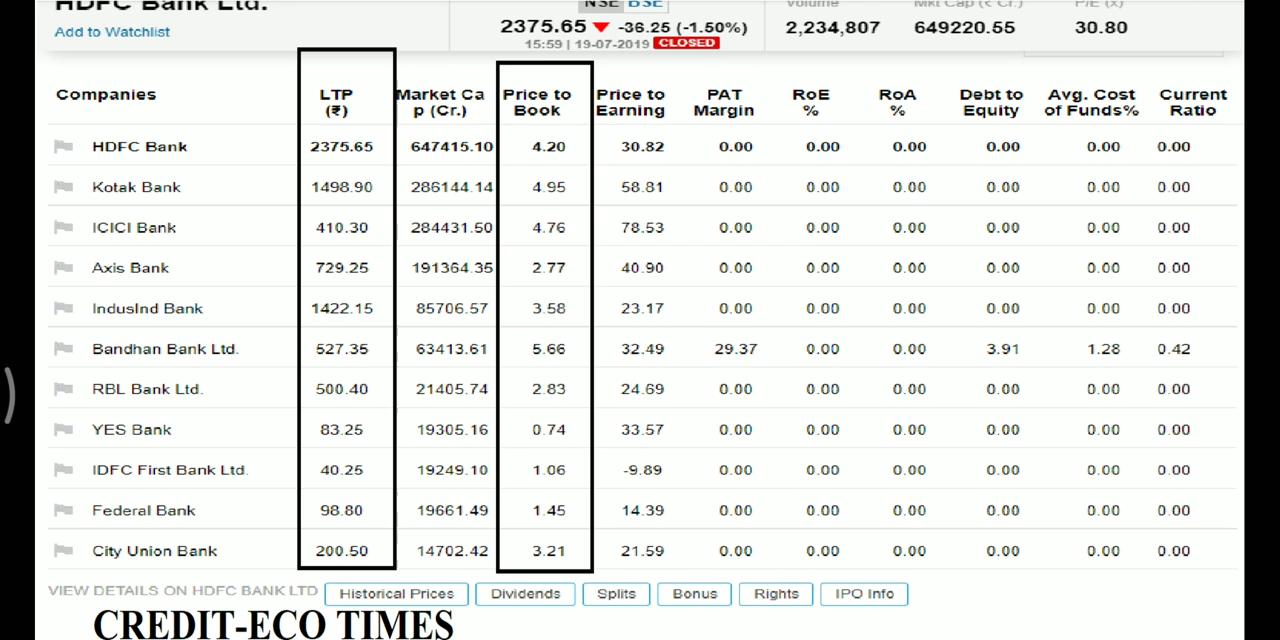 HDFC Bank Ltd. NSE BSE Volume Mkt Cap (₹ Cr.) P/E (x)
Add to Watchlist 2375.65 -36.25 (-1.50%) 2,234,807 649220.55 30.80
15:59 | 19-07-2019 CLOSED
Companies LTP (₹) Market Cap (Cr.) Price to Book Price to Earning PAT Margin RoE % RoA % Debt to Equity Avg. Cost of Funds% Current Ratio
HDFC Bank 2375.65 647415.10 4.20 30.82 0.00 0.00 0.00 0.00 0.00 0.00
Kotak Bank 1498.90 286144.14 4.95 58.81 0.00 0.00 0.00 0.00 0.00 0.00
ICICI Bank 410.30 284431.50 4.76 78.53 0.00 0.00 0.00 0.00 0.00 0.00
Axis Bank 729.25 191364.35 2.77 40.90 0.00 0.00 0.00 0.00 0.00 0.00
IndusInd Bank 1422.15 85706.57 3.58 23.17 0.00 0.00 0.00 0.00 0.00 0.00
Bandhan Bank Ltd. 527.35 63413.61 5.66 32.49 29.37 0.00 0.00 3.91 1.28 0.42
RBL Bank Ltd. 500.40 21405.74 2.83 24.69 0.00 0.00 0.00 0.00 0.00 0.00
YES Bank 83.25 19305.16 0.74 33.57 0.00 0.00 0.00 0.00 0.00 0.00
IDFC First Bank Ltd. 40.25 19249.10 1.06 -9.89 0.00 0.00 0.00 0.00 0.00 0.00
Federal Bank 98.80 19661.49 1.45 14.39 0.00 0.00 0.00 0.00 0.00 0.00
City Union Bank 200.50 14702.42 3.21 21.59 0.00 0.00 0.00 0.00 0.00 0.00
VIEW DETAILS ON HDFC BANK LTD Historical Prices Dividends Splits Bonus Rights IPO Info
CREDIT-ECO TIMES